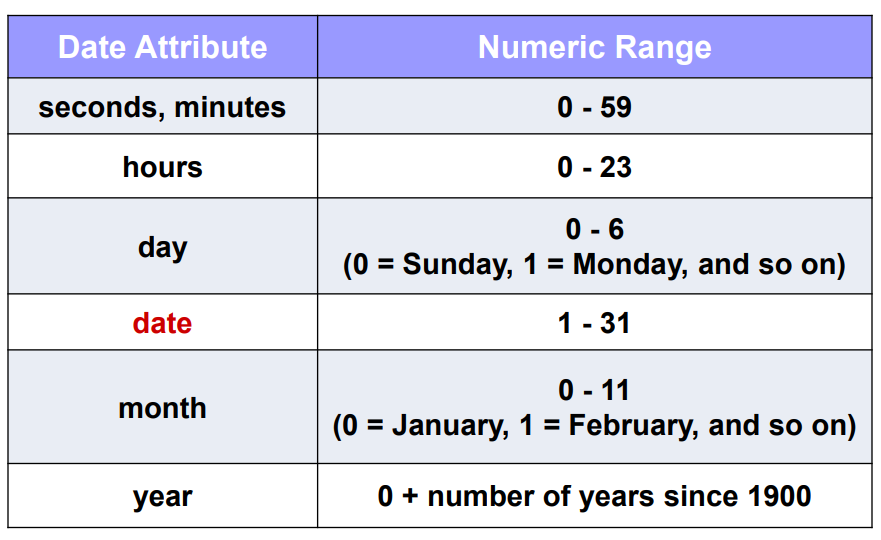 Date Attribute Numeric Range
seconds, minutes 0 - 59
hours 0 - 23
day 0 - 6
(0 = Sunday, 1 = Monday, and so on)
date 1 - 31
month 0 - 11
(0 = January, 1 = February, and so on)
year 0 + number of years since 1900